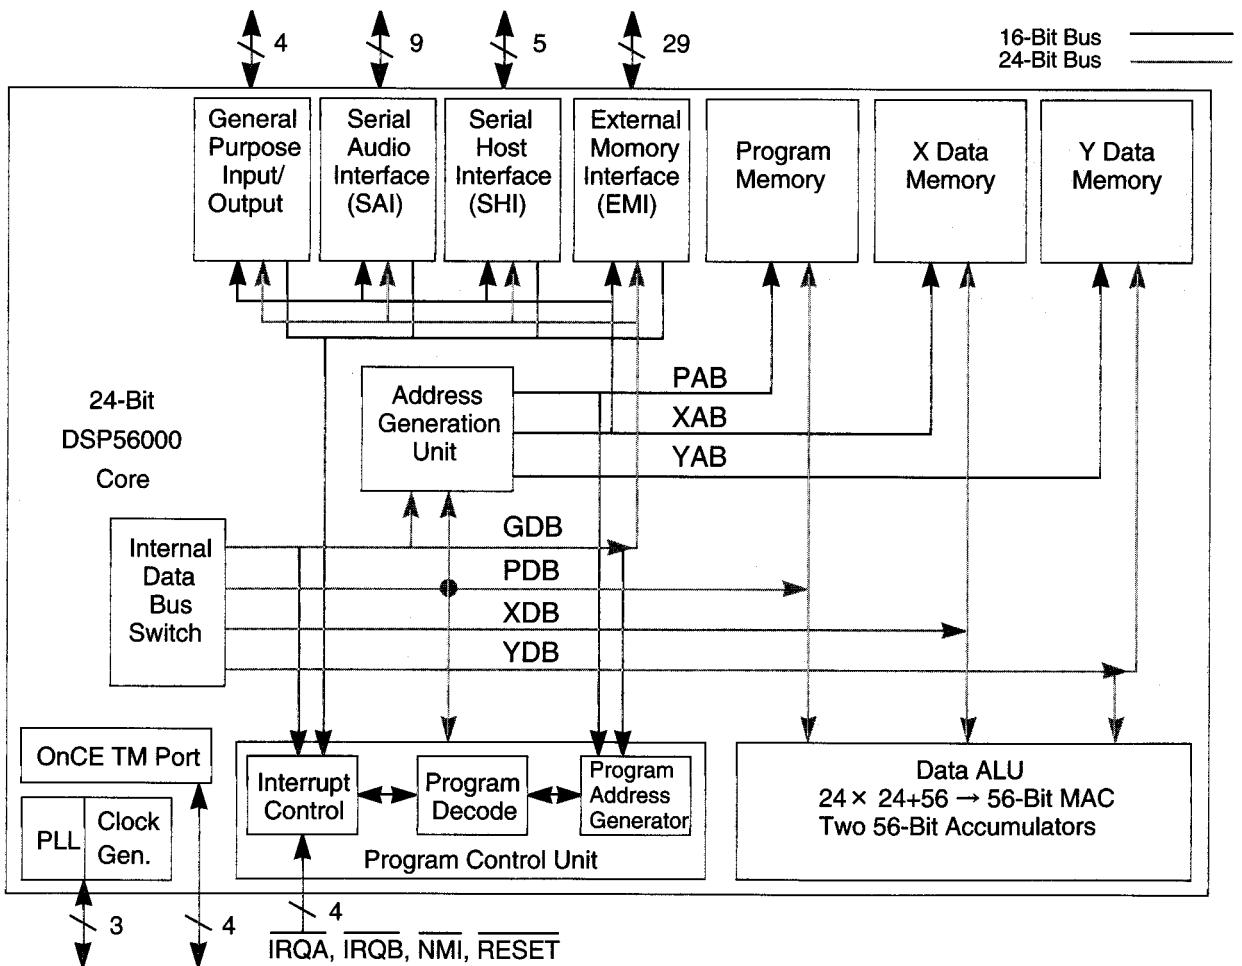 4
9
5
29
16-Bit Bus
24-Bit Bus
General
Purpose
Input/
Output
Serial
Audio
Interface
(SAI)
Serial
Host
Interface
(SHI)
External
Momory
Interface
(EMI)
Program
Memory
X Data
Memory
Y Data
Memory
24-Bit
DSP56000
Core
Address
Generation
Unit
PAB
XAB
YAB
Internal
Data
Bus
Switch
GDB
PDB
XDB
YDB
OnCE TM Port
PLL
Clock
Gen.
Interrupt
Control
Program
Decode
Program
Address
Generator
Program Control Unit
Data ALU
24 × 24+56 → 56-Bit MAC
Two 56-Bit Accumulators
3
4
4
IRQA, IRQB, NMI, RESET